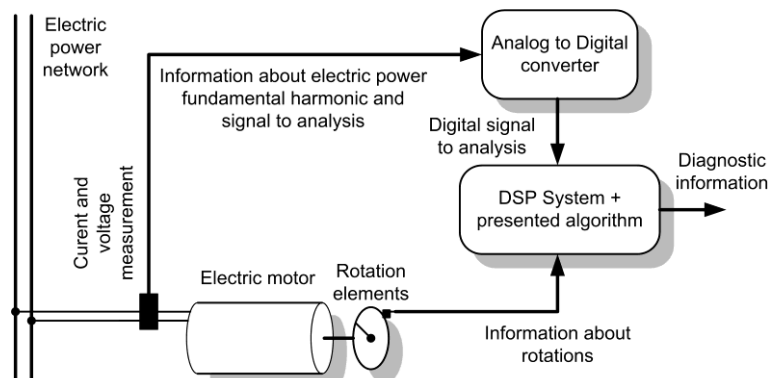 Electric
power
network
Information about electric power
fundamental harmonic and
signal to analysis
Analog to Digital
converter
Digital signal
to analysis
DSP System +
presented algorithm
Diagnostic
information
Curent and
voltage
measurement
Electric motor
Rotation
elements
Information about
rotations